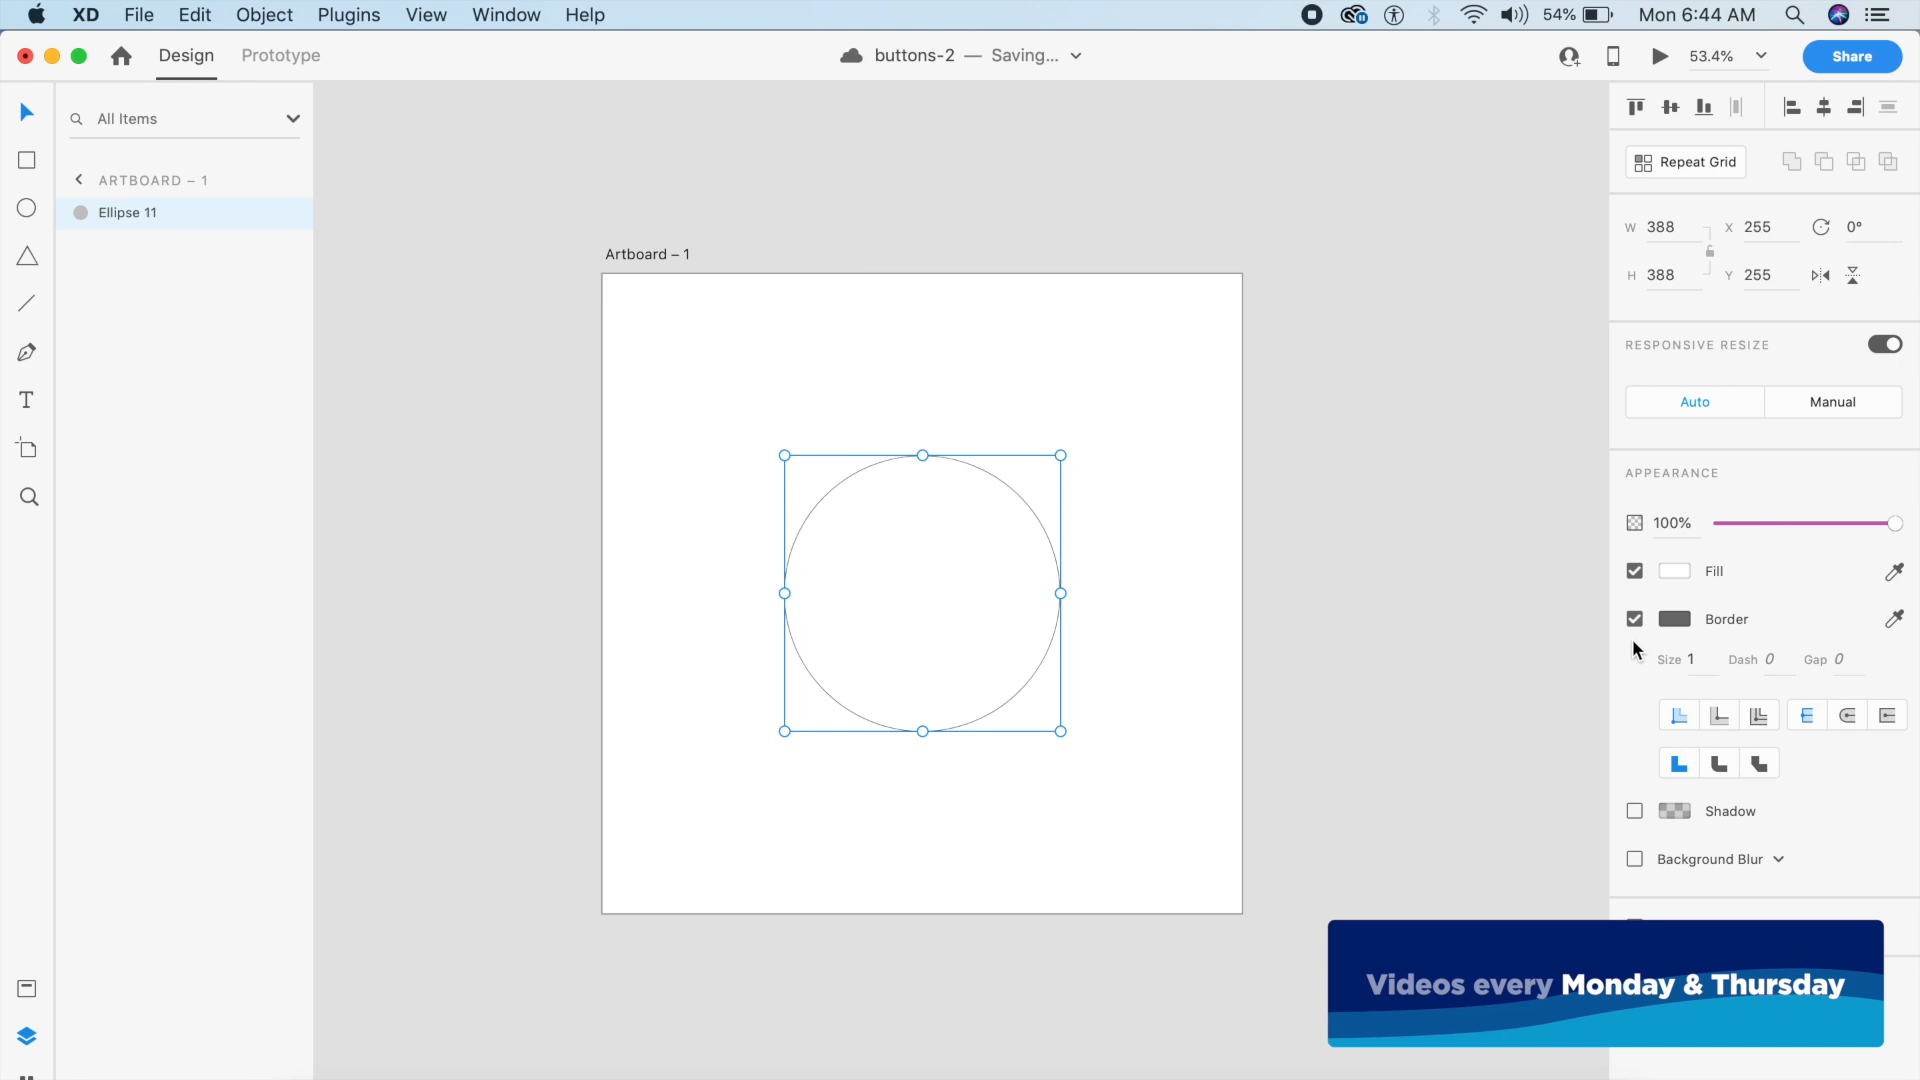 XD File Edit Object Plugins View Window Help 54% Mon 6:44 AM
Design Prototype buttons-2 — Saving... 53.4% Share
All Items
Repeat Grid
ARTBOARD – 1
Ellipse 11
W 388 X 255 0°
Artboard – 1
H 388 Y 255
RESPONSIVE RESIZE
Auto Manual
APPEARANCE
100%
Fill
Border
Size 1 Dash 0 Gap 0
Shadow
Background Blur
Videos every Monday & Thursday